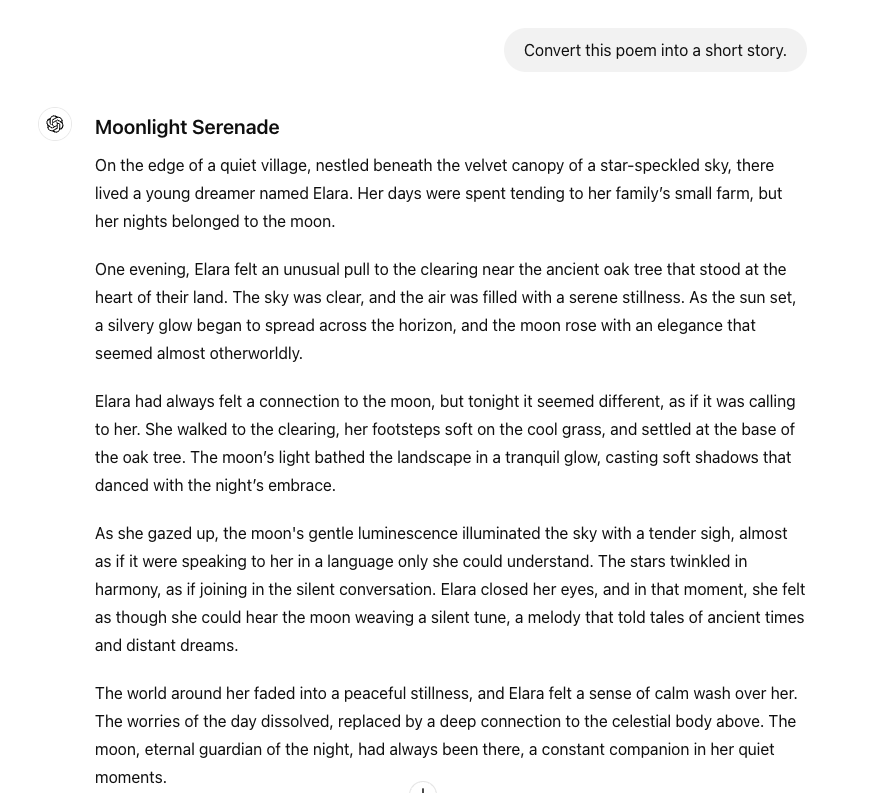 Convert this poem into a short story.
Moonlight Serenade
On the edge of a quiet village, nestled beneath the velvet canopy of a star-speckled sky, there
lived a young dreamer named Elara. Her days were spent tending to her family’s small farm, but
her nights belonged to the moon.
One evening, Elara felt an unusual pull to the clearing near the ancient oak tree that stood at the
heart of their land. The sky was clear, and the air was filled with a serene stillness. As the sun set,
a silvery glow began to spread across the horizon, and the moon rose with an elegance that
seemed almost otherworldly.
Elara had always felt a connection to the moon, but tonight it seemed different, as if it was calling
to her. She walked to the clearing, her footsteps soft on the cool grass, and settled at the base of
the oak tree. The moon’s light bathed the landscape in a tranquil glow, casting soft shadows that
danced with the night’s embrace.
As she gazed up, the moon's gentle luminescence illuminated the sky with a tender sigh, almost
as if it were speaking to her in a language only she could understand. The stars twinkled in
harmony, as if joining in the silent conversation. Elara closed her eyes, and in that moment, she felt
as though she could hear the moon weaving a silent tune, a melody that told tales of ancient times
and distant dreams.
The world around her faded into a peaceful stillness, and Elara felt a sense of calm wash over her.
The worries of the day dissolved, replaced by a deep connection to the celestial body above. The
moon, eternal guardian of the night, had always been there, a constant companion in her quiet
moments.